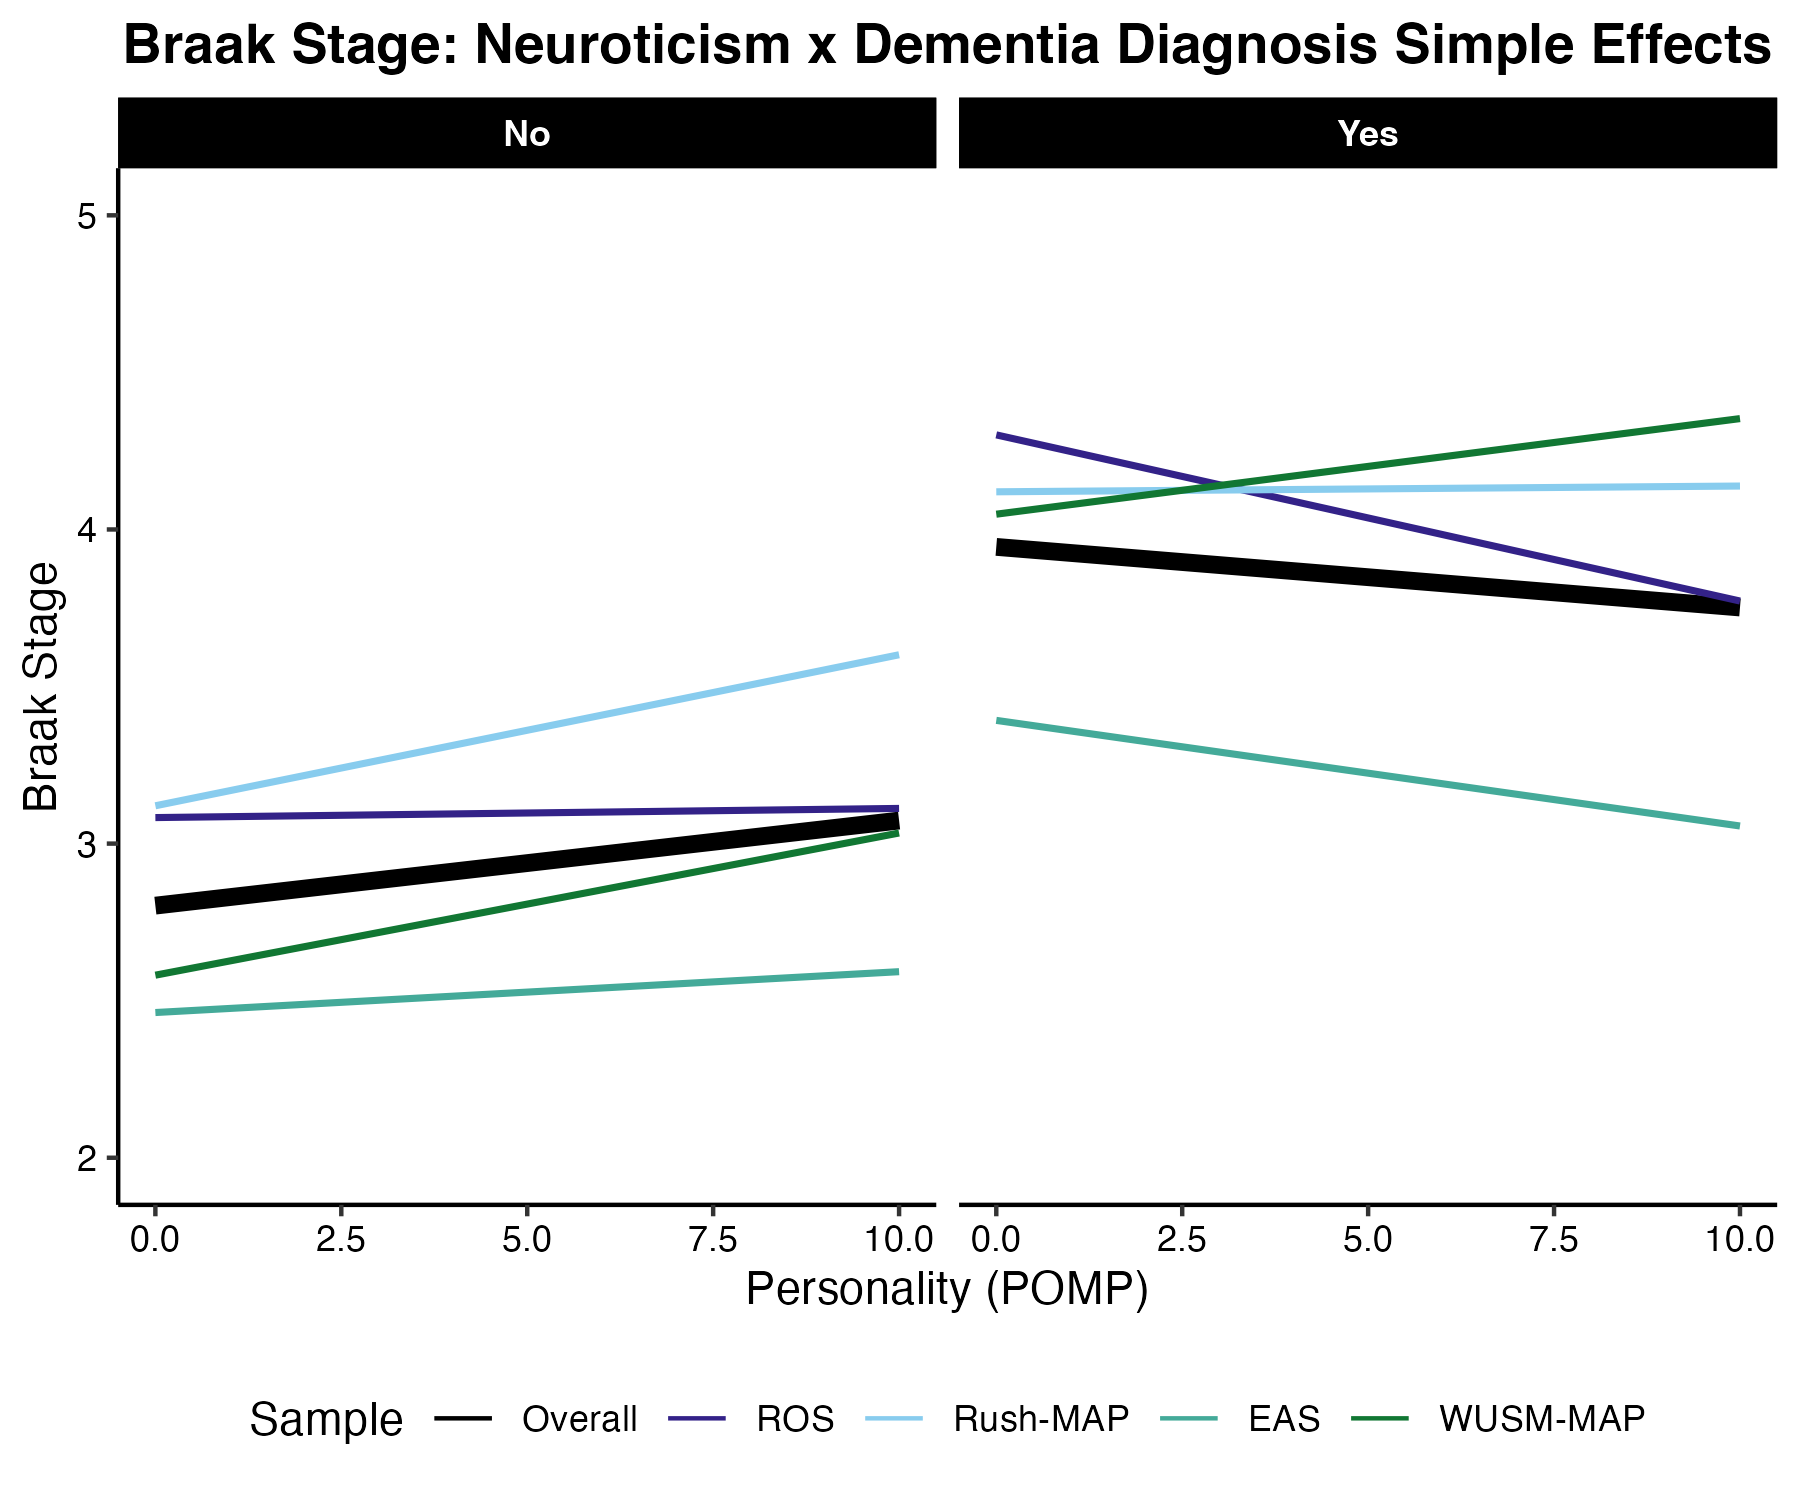 Braak Stage: Neuroticism x Dementia Diagnosis Simple Effects
No Yes
5
4
3
2
Braak Stage
0.0 2.5 5.0 7.5 10.0 0.0 2.5 5.0 7.5 10.0
Personality (POMP)
Sample Overall ROS Rush-MAP EAS WUSM-MAP